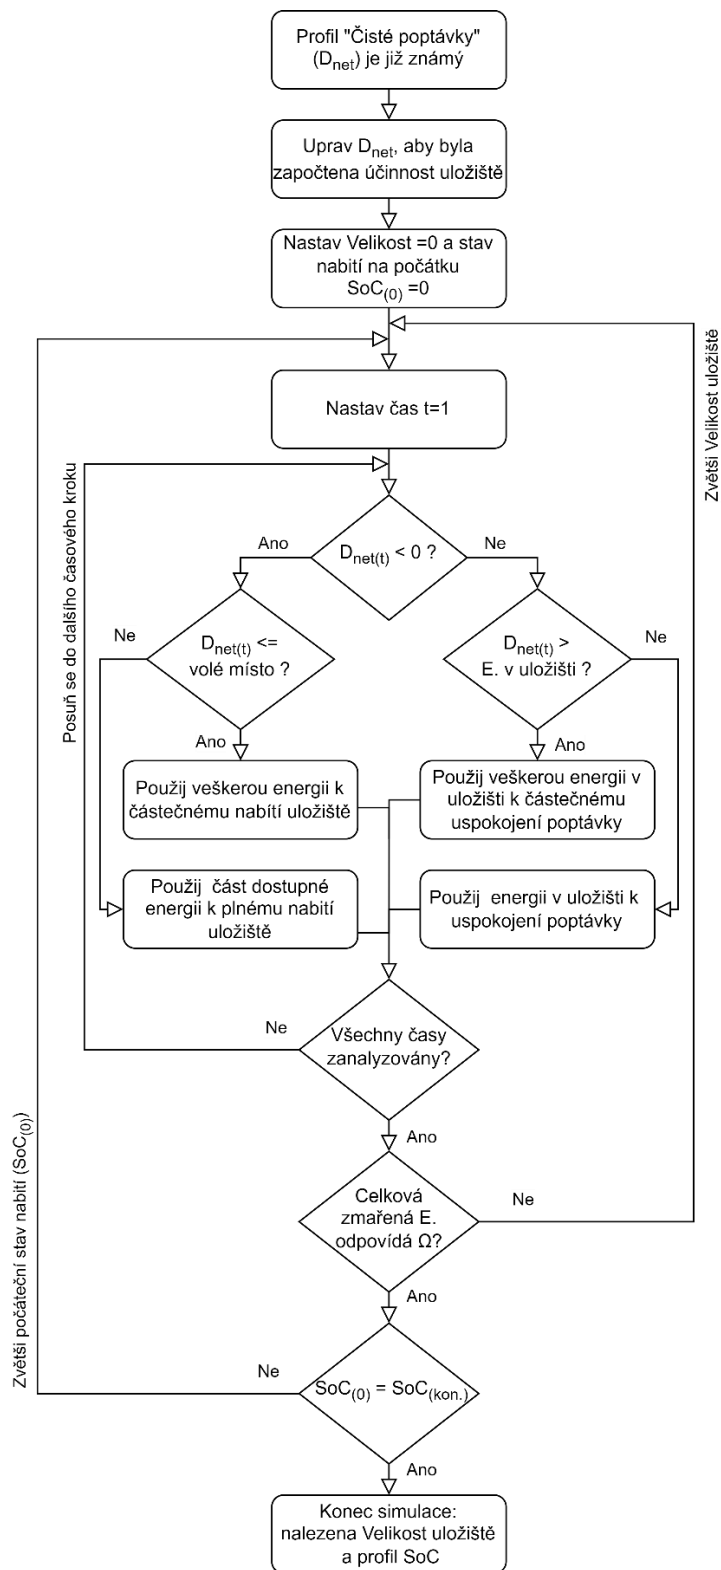 Profil "Čisté poptávky"
(Dnet) je již známý
Uprav Dnet, aby byla
započtena účinnost uložiště
Nastav Velikost =0 a stav
nabití na počátku
SoC(0) =0
Zvětši Velikost uložiště
Nastav čas t=1
Posuň se do dalšího časového kroku
Dnet(t) < 0 ?
Ano
Ne
Dnet(t) <=
volé místo ?
Ne
Ano
Dnet(t) >
E. v uložišti ?
Ne
Ano
Použij veškerou energii k
částečnému nabítí uložiště
Použij veškerou energii v
uložišti k částečnému
uspokojení poptávky
Použij  část dostupné
energii k plnému nabití
uložiště
Použij  energii v uložišti k
uspokojení poptávky
Všechny časy
zanalyzovány?
Ne
Ano
Celková
zmařená E.
odpovídá Ω?
Ne
Ano
Zvětši počáteční stav nabití (SoC(0))
SoC(0) = SoC(kon.)
Ne
Ano
Konec simulace:
nalezena Velikost uložiště
a profil SoC